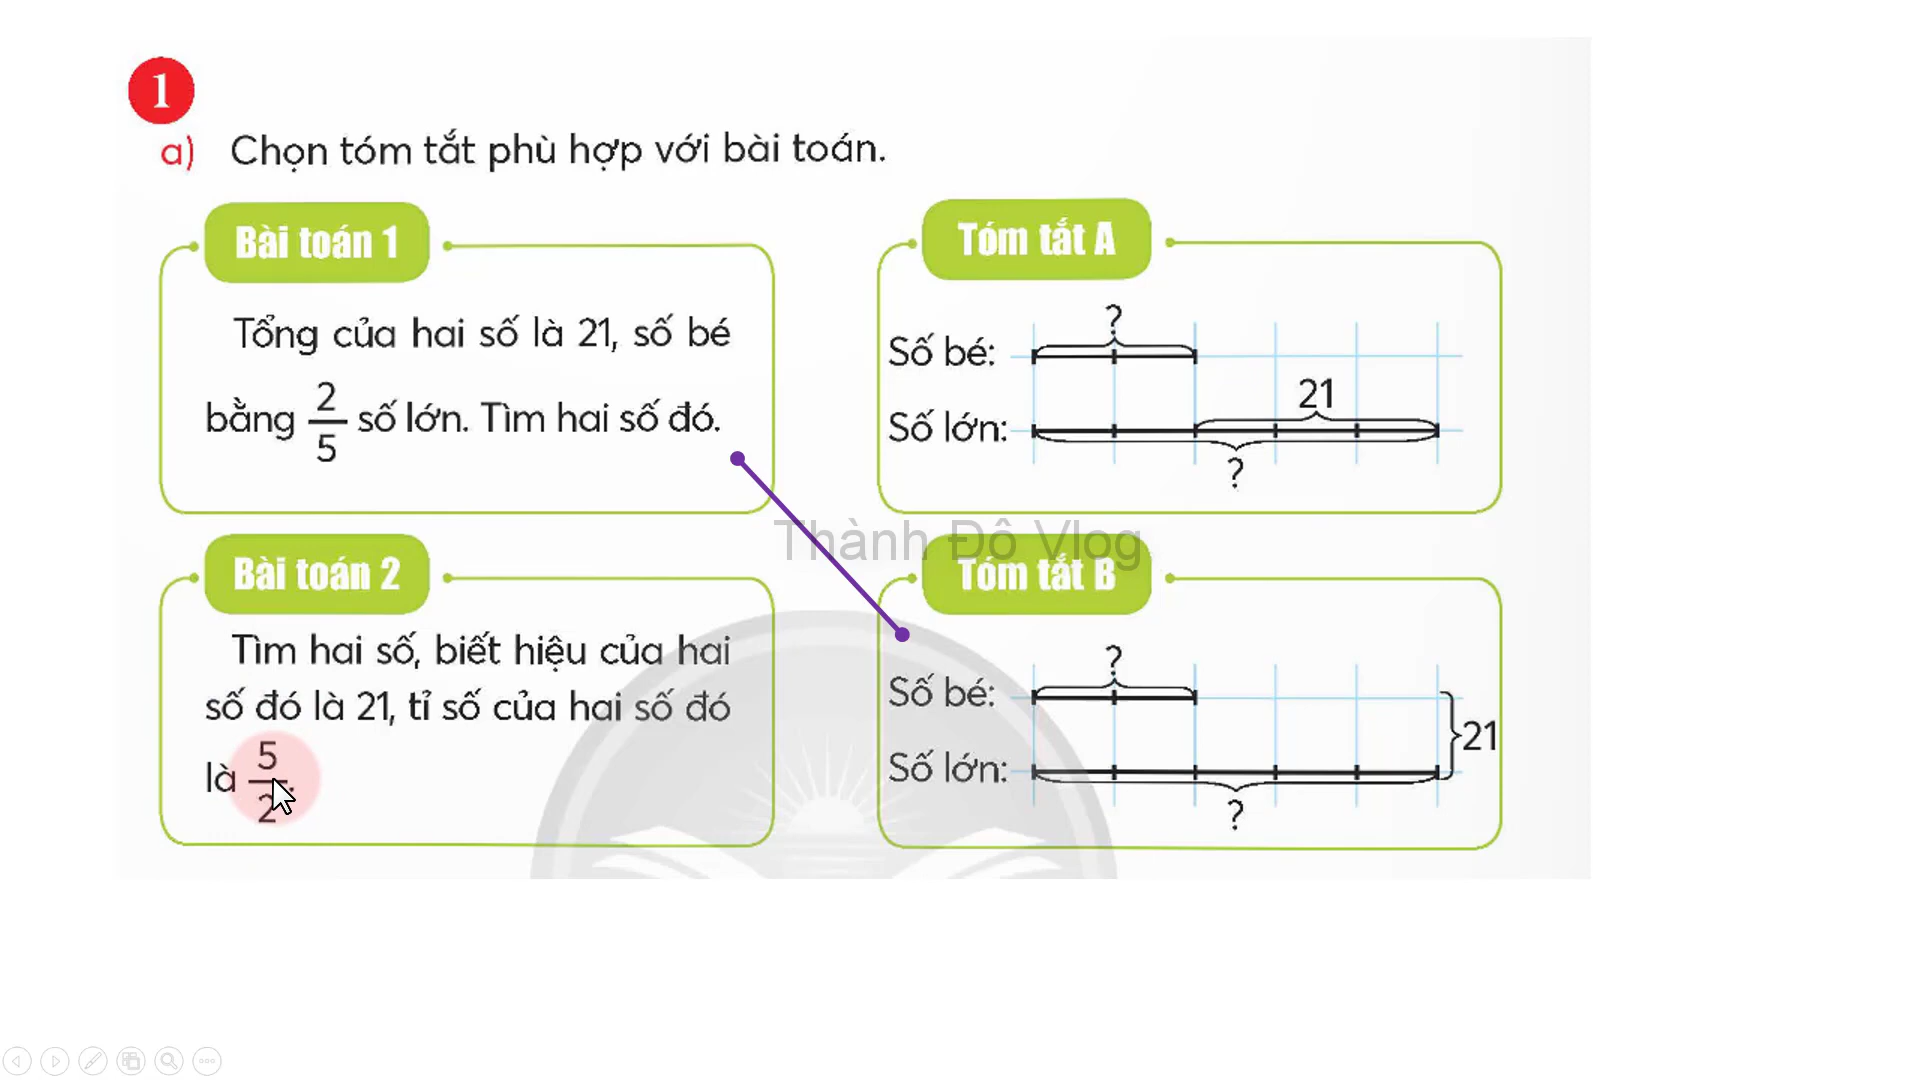 1
a) Chọn tóm tắt phù hợp với bài toán.
Bài toán 1
Tổng của hai số là 21, số bé
bằng 2/5 số lớn. Tìm hai số đó.
Tóm tắt A
?
Số bé:
21
Số lớn:
?
Thành Đô Vlog
Bài toán 2
Tìm hai số, biết hiệu của hai
số đó là 21, tỉ số của hai số đó
là 5/2.
Tóm tắt B
?
Số bé:
21
Số lớn:
?